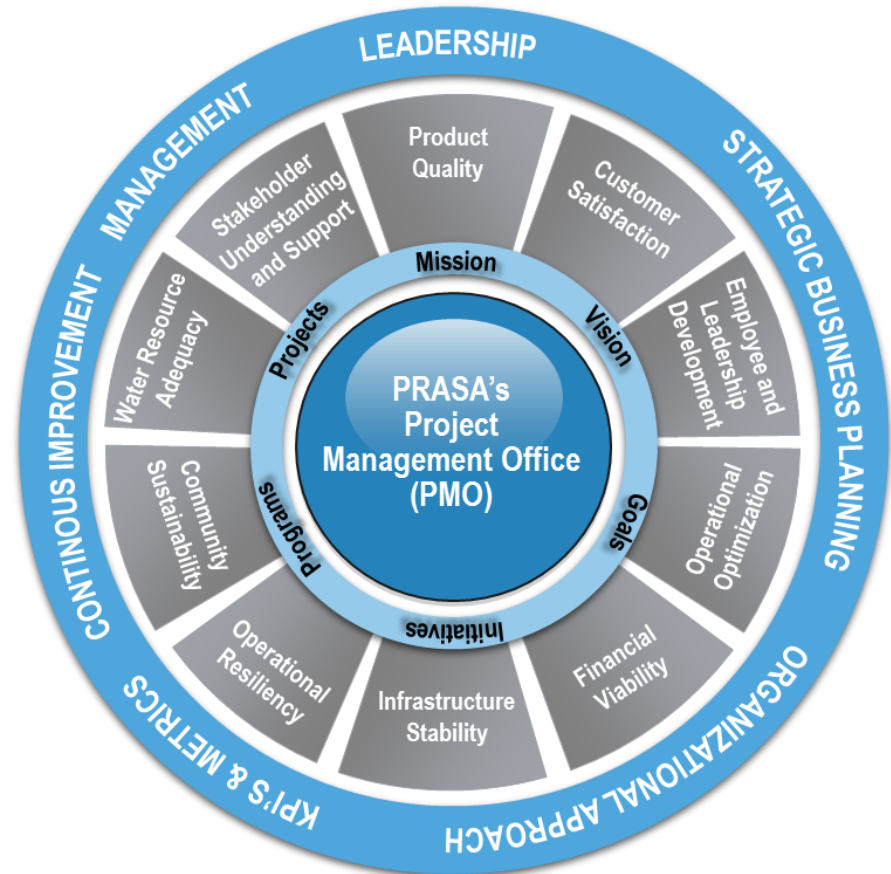 LEADERSHIP
STRATEGIC BUSINESS PLANNING
ORGANIZATIONAL APPROACH
KPI'S & METRICS
CONTINOUS IMPROVEMENT
MANAGEMENT
Product
Quality
Customer
Satisfaction
Employee and
Leadership
Development
Operational
Optimization
Financial
Viability
Infrastructure
Stability
Operational
Resiliency
Community
Sustainability
Water Resource
Adequacy
Stakeholder
Understanding
and Support
Mission
Vision
Goals
Initiatives
Programs
Projects
PRASA's
Project
Management Office
(PMO)